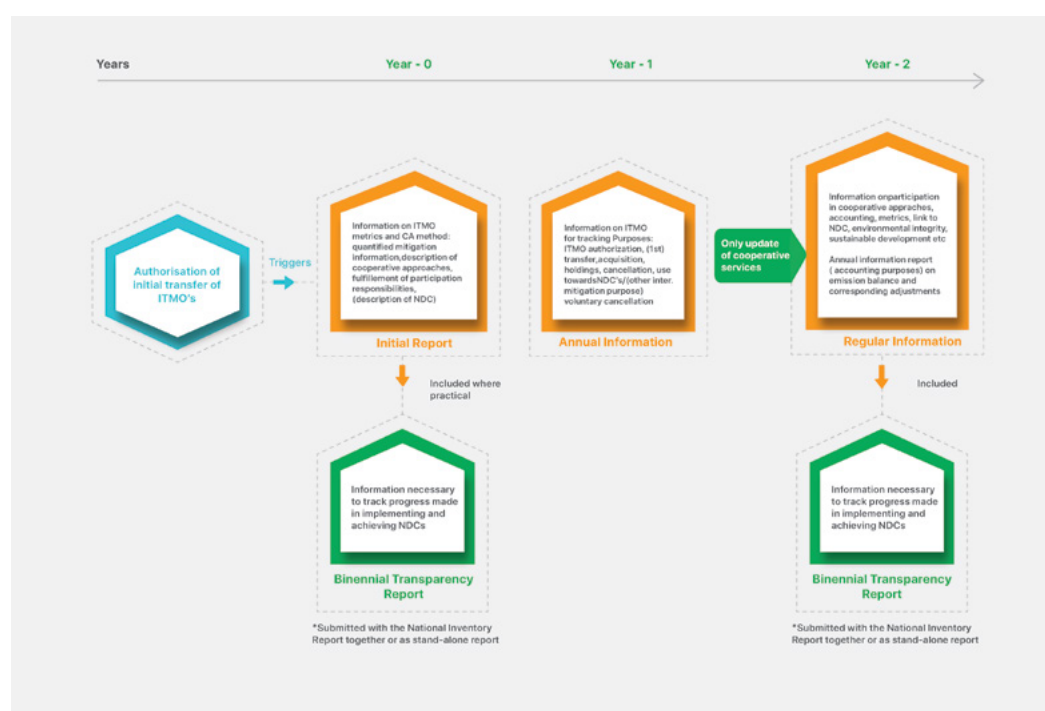 Years
Year - 0
Year - 1
Year - 2
Authorisation of
initial transfer of
ITMO's
Triggers
Information on ITMO
metrics and CA method:
quantified mitigation
information,description of
cooperative approaches,
fulfillment of participation
responsibilities,
(description of NDC)
Initial Report
Included where
practical
Information necessary
to track progress made
in implementing and
achieving NDCs
Binennial Transparency
Report
*Submitted with the National Inventory
Report together or as stand-alone report
Information on ITMO
for tracking Purposes:
ITMO authorization, (1st)
transfer,acquisition,
holdings, cancellation, use
towardsNDC's/(other inter.
mitigation purpose)
voluntary cancellation
Annual Information
Only update
of cooperative
services
Information onparticipation
in cooperative appraches,
accounting, metrics, link to
NDC, environmental integrity,
sustainable development etc
Annual information report
( accounting purposes) on
emission balance and
corresponding adjustments
Regular Information
Included
Information necessary
to track progress made
in implementing and
achieving NDCs
Binennial Transparency
Report
*Submitted with the National Inventory
Report together or as stand-alone report